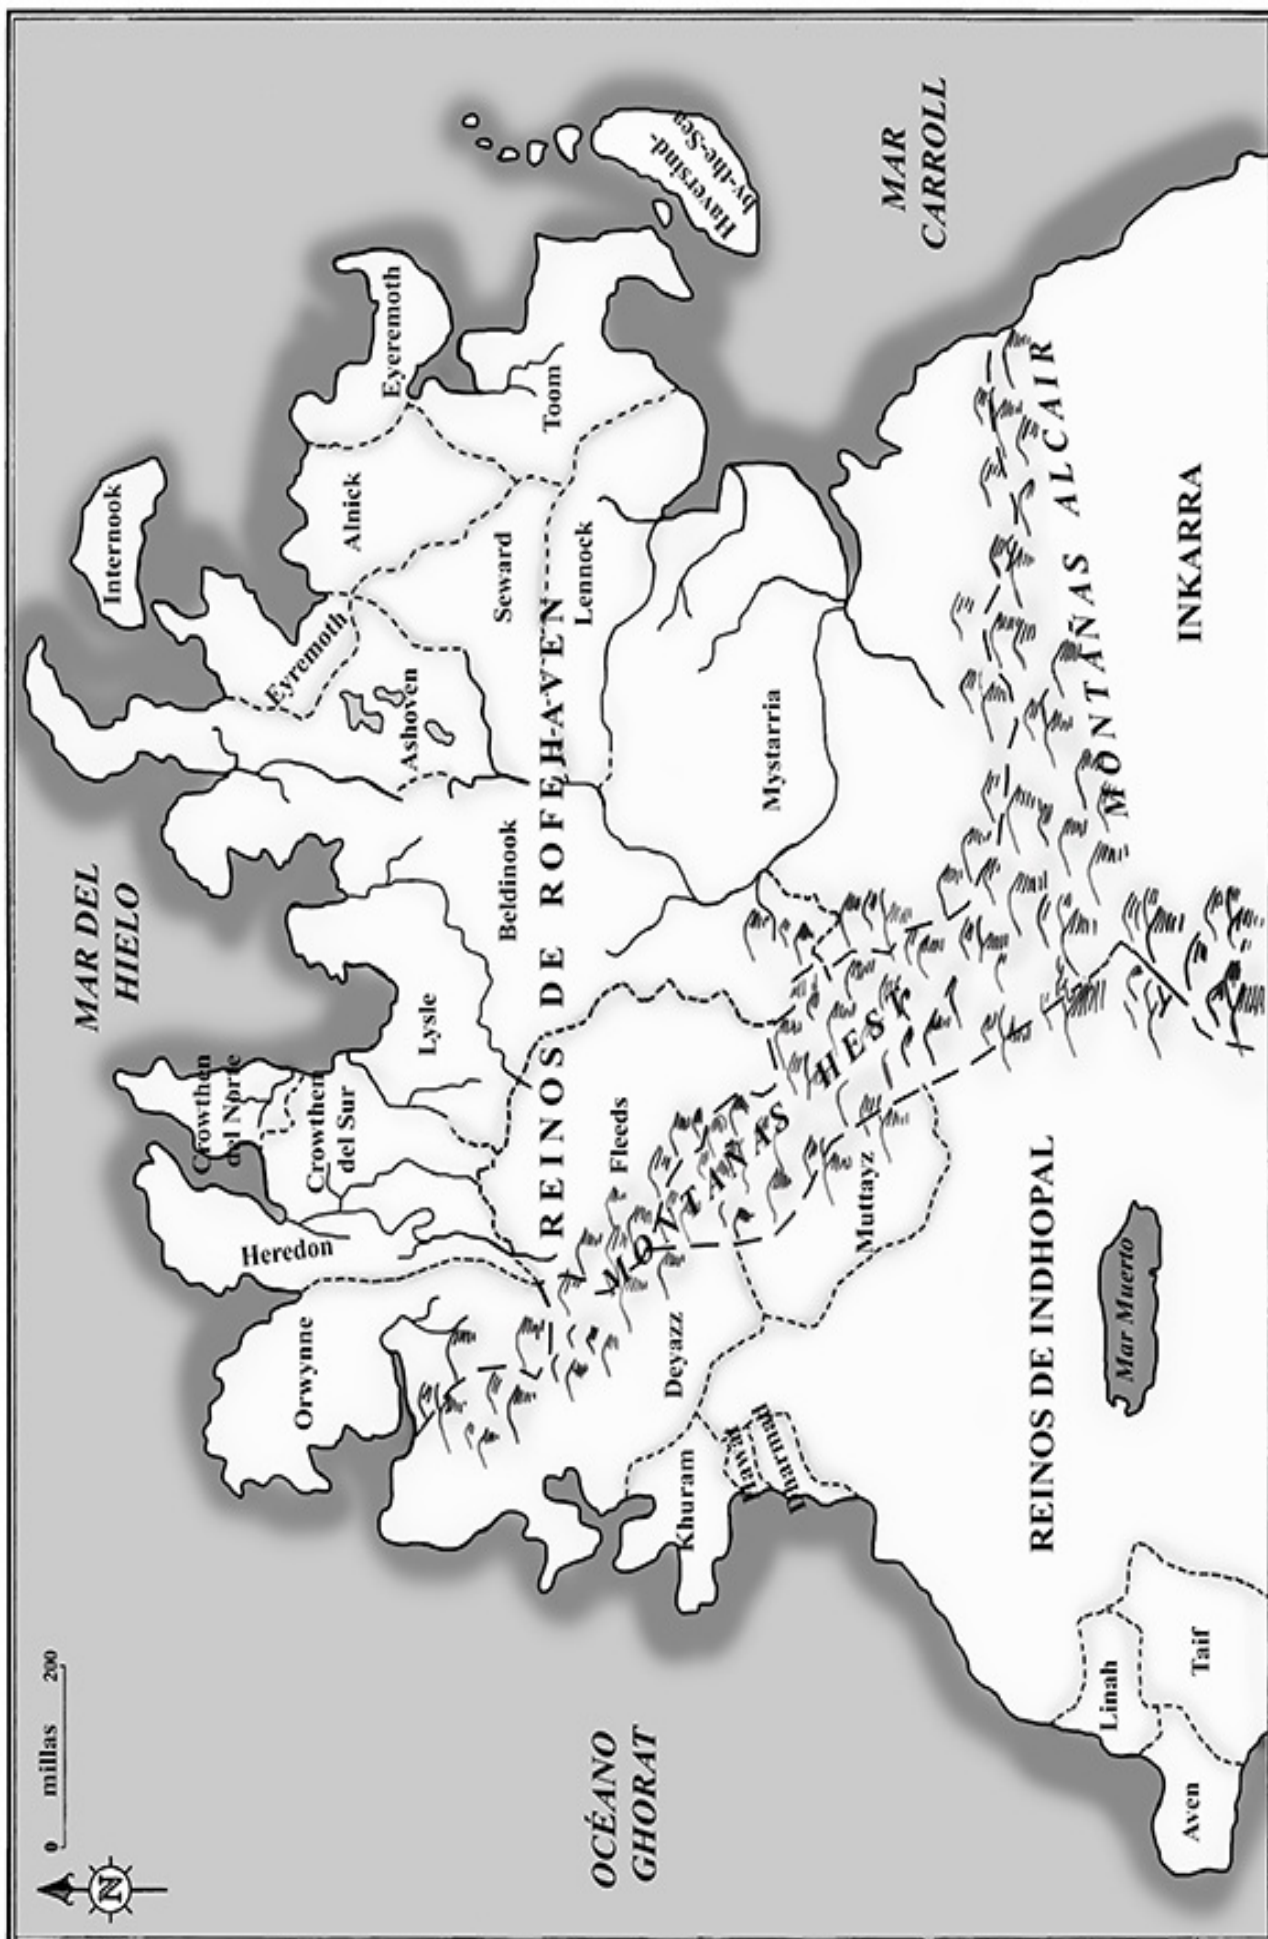 0 millas 200
N
MAR DEL
HIELO
OCÉANO
GHORAT
MAR
CARROLL
Internook
Haversind-
by-the-Sea
Orwynne
Heredon
Crowthen
del Norte
Crowthen
del Sur
Lysle
Eyremoth
Ashoven
Alnick
Eyeremoth
Beldinook
Seward
Toom
REINOS DE ROFEHAVEN
Lennock
Fleeds
Mystarria
Deyazz
Khuram
MONTAÑAS HEST
Muttayz
Dharmad
MONTAÑAS ALCAIR
REINOS DE INDHOPAL
INKARRA
Mar Muerto
Linah
Aven
Taif